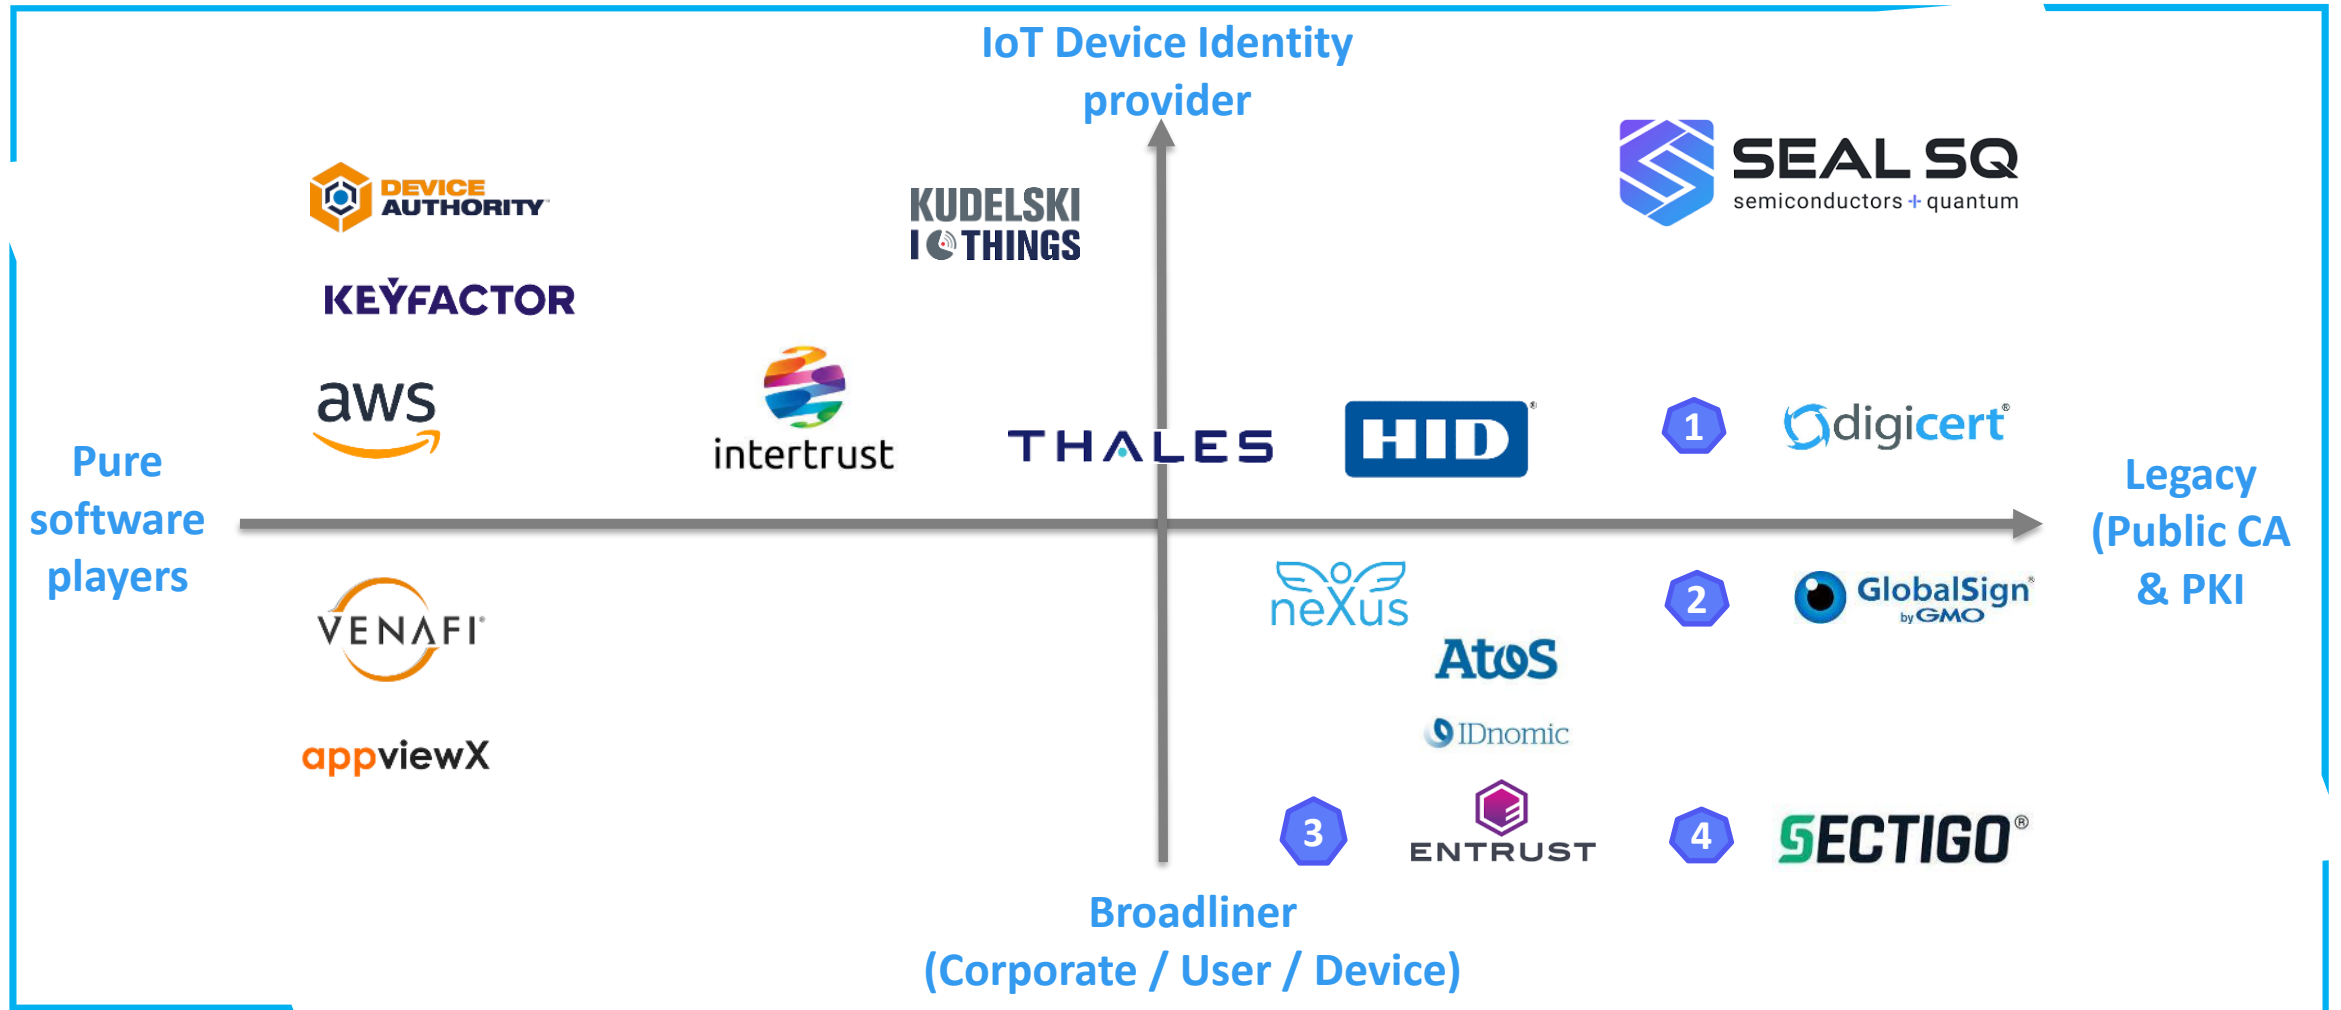 IoT Device Identity
provider
SEAL SQ
semiconductors + quantum
DEVICE
AUTHORITY
KUDELSKI
IOTHINGS
KEYFACTOR
aws
intertrust
THALES
HID®
1
digicert®
Pure
software
players
Legacy
(Public CA
& PKI
neXus
2
GlobalSign®
by GMO
VENAFI®
Atos
IDnomic
appviewX
3
ENTRUST
4
SECTIGO®
Broadliner
(Corporate / User / Device)